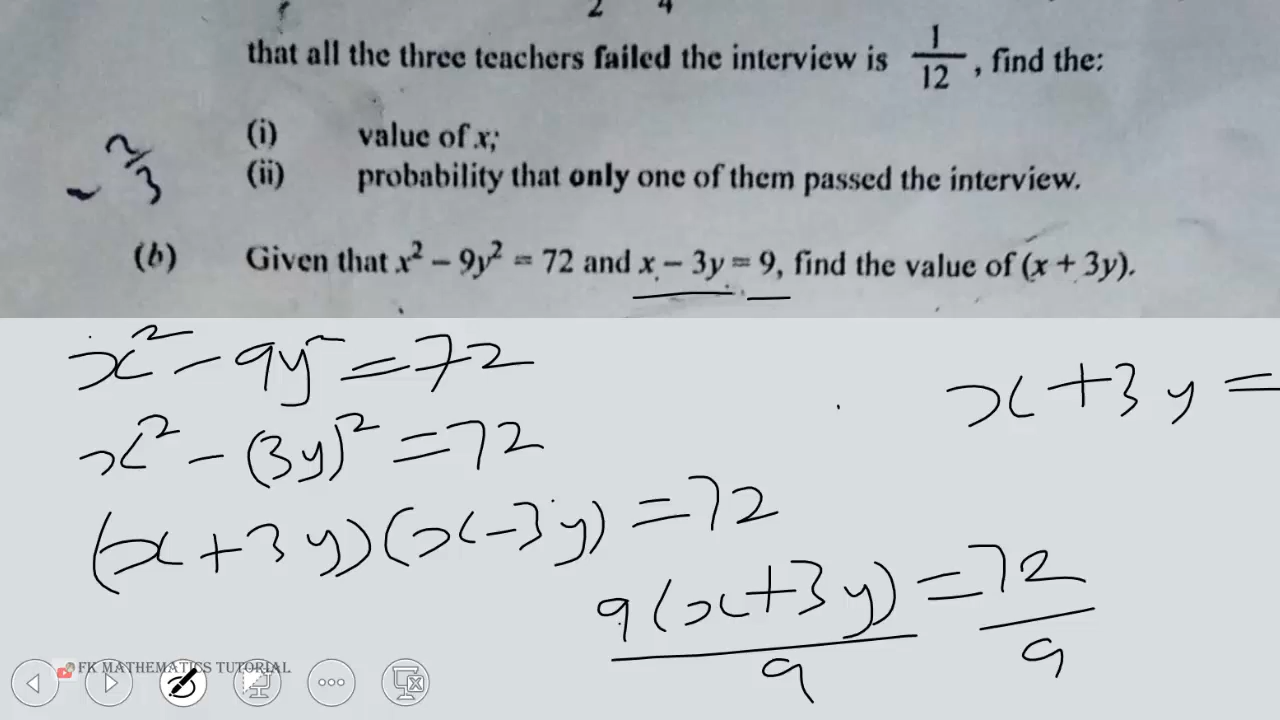 2 4
that all the three teachers failed the interview is 1/12, find the:
(i) value of x;
- 2/3
(ii) probability that only one of them passed the interview.
(b) Given that x² – 9y² = 72 and x – 3y = 9, find the value of (x + 3y).
x² - 9y² = 72
x + 3y =
x² - (3y)² = 72
(x + 3y)(x - 3y) = 72
9(x + 3y)/9 = 72/9
FK MATHEMATICS TUTORIAL